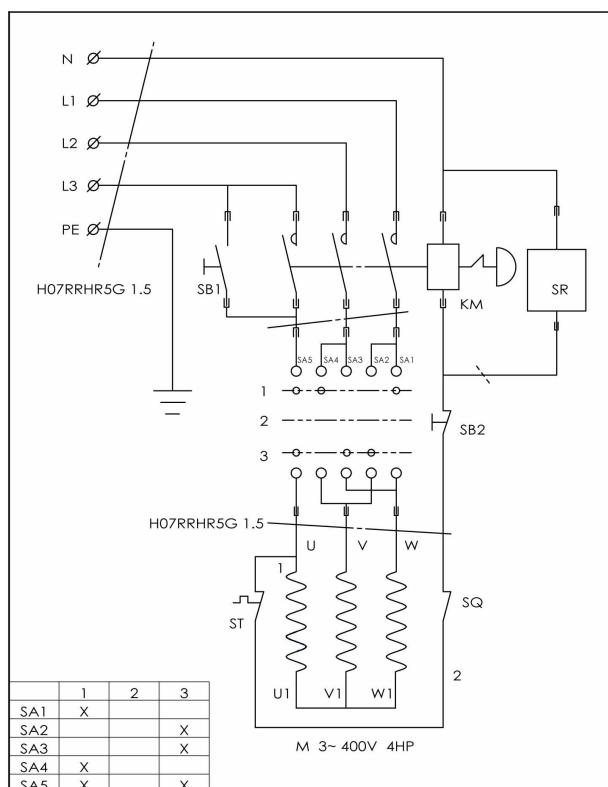 N
L1
L2
L3
PE
H07RRHR5G 1.5
SB1
KM
SR
SA5 SA4 SA3 SA2 SA1
1
2
SB2
3
H07RRHR5G 1.5
U V W
1
ST
SQ
2
U1 V1 W1
M 3~ 400V 4HP
1 2 3
SA1 X
SA2 X
SA3 X
SA4 X
SA5 X X